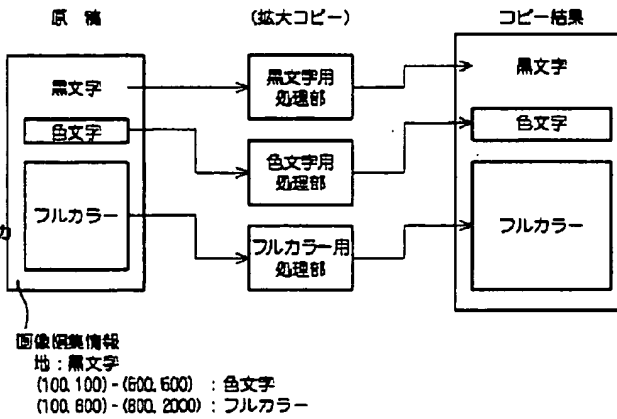 原稿 (拡大コピー) コピー結果
黒文字 黒文字用 黒文字
処理部
色文字 色文字用 色文字
処理部
フルカラー フルカラー用 フルカラー
処理部
カ
画像編集情報
地：黒文字
(100, 100) - (600, 600) ：色文字
(100, 800) - (800, 2000) ：フルカラー